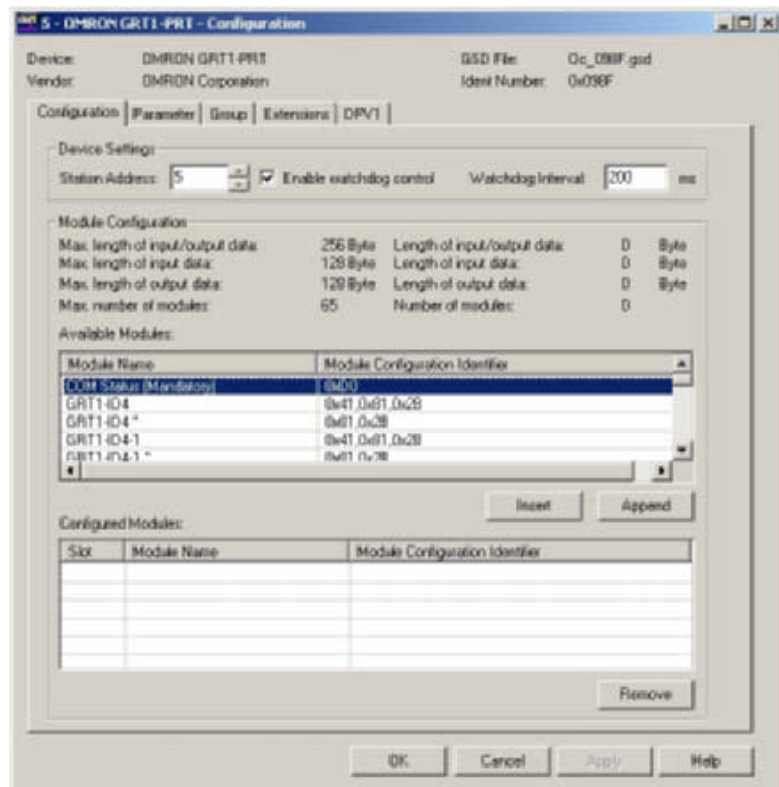 5 - OMRON GRT1-PRT - Configuration
Device: OMRON GRT1-PRT GSD File: Oc_098F.gsd
Vendor: OMRON Corporation Ident Number: 0x098F
Configuration Parameter Group Extensions DPV1
Device Settings
Station Address: 5 Enable watchdog control Watchdog Interval: 200 ms
Module Configuration
Max. length of input/output data: 256 Byte Length of input/output data: 0 Byte
Max. length of input data: 128 Byte Length of input data: 0 Byte
Max. length of output data: 128 Byte Length of output data: 0 Byte
Max. number of modules: 65 Number of modules: 0
Available Modules:
Module Name Module Configuration Identifier
COM Status (Mandatory) 0xD0
GRT1-ID4 0x41,0x81,0x2B
GRT1-ID4 * 0x81,0x2B
GRT1-ID4-1 0x41,0x81,0x2B
GRT1-ID4-1 * 0x81,0x2B
Insert Append
Configured Modules:
Slot Module Name Module Configuration Identifier
Remove
OK Cancel Apply Help